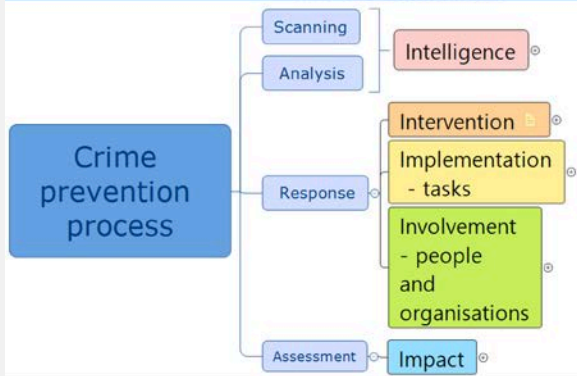 Crime
prevention
process
Scanning
Analysis
Intelligence
Response
Intervention
Implementation
- tasks
Involvement
- people
and
organisations
Assessment
Impact